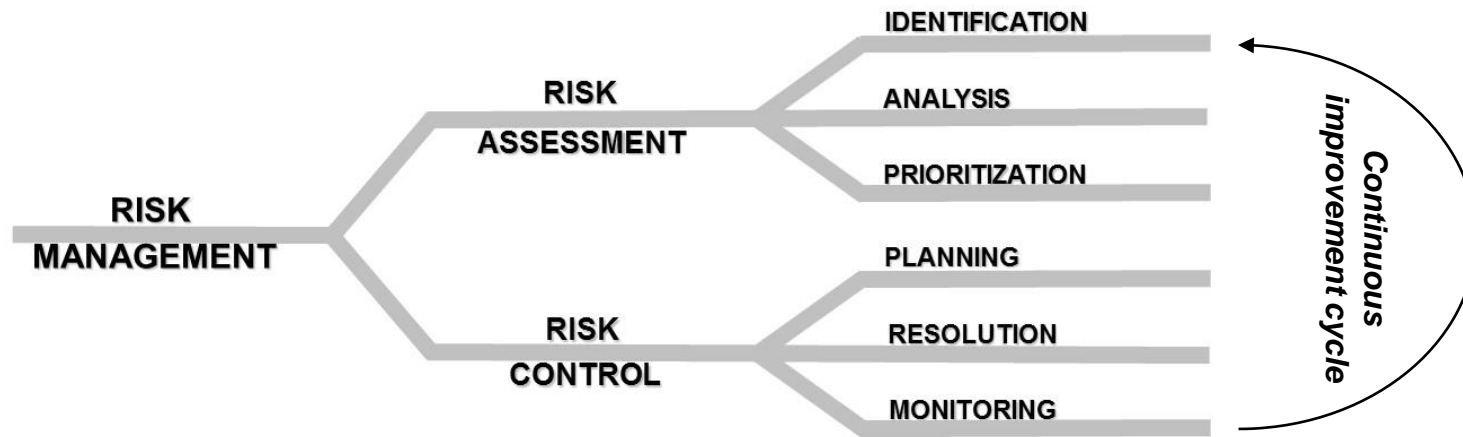 RISK
MANAGEMENT
RISK
ASSESSMENT
IDENTIFICATION
ANALYSIS
PRIORITIZATION
RISK
CONTROL
PLANNING
RESOLUTION
MONITORING
Continuous
improvement cycle